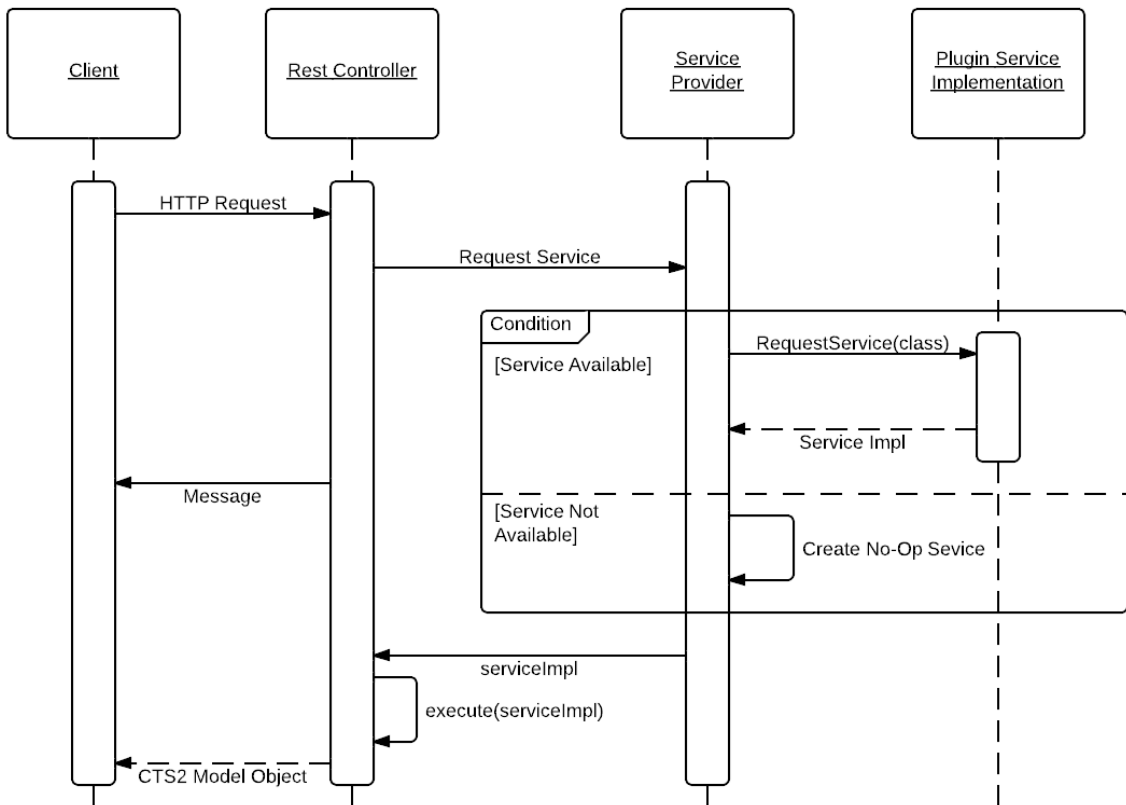 Client
Rest Controller
Service
Provider
Plugin Service
Implementation
HTTP Request
Request Service
Condition
[Service Available]
RequestService(class)
Service Impl
Message
[Service Not
Available]
Create No-Op Sevice
serviceImpl
execute(serviceImpl)
CTS2 Model Object